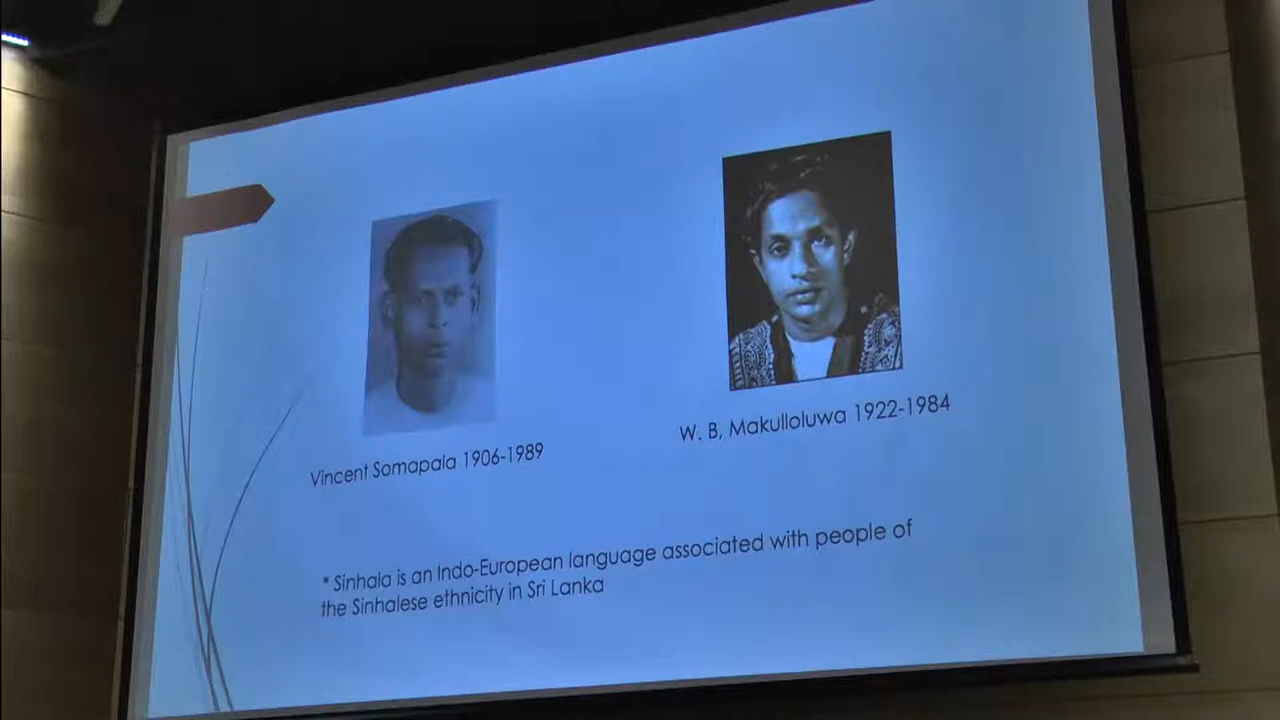 Vincent Somapala 1906-1989
W. B, Makulloluwa 1922-1984
* Sinhala is an Indo-European language associated with people of
the Sinhalese ethnicity in Sri Lanka